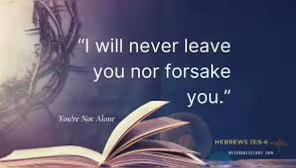 “I will never leave
you nor forsake
you.”
You're Not Alone
HEBREWS 13:5-6